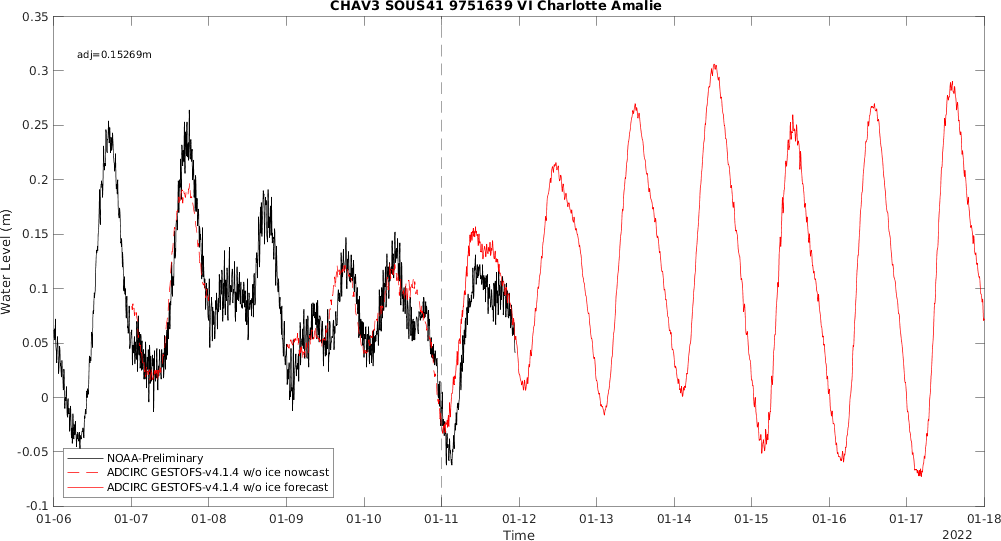 CHAV3 SOUS41 9751639 VI Charlotte Amalie
adj=0.15269m
Water Level (m)
0.35
0.3
0.25
0.2
0.15
0.1
0.05
0
-0.05
-0.1
NOAA-Preliminary
ADCIRC GESTOFS-v4.1.4 w/o ice nowcast
ADCIRC GESTOFS-v4.1.4 w/o ice forecast
01-06 01-07 01-08 01-09 01-10 01-11 01-12 01-13 01-14 01-15 01-16 01-17 01-18
Time
2022